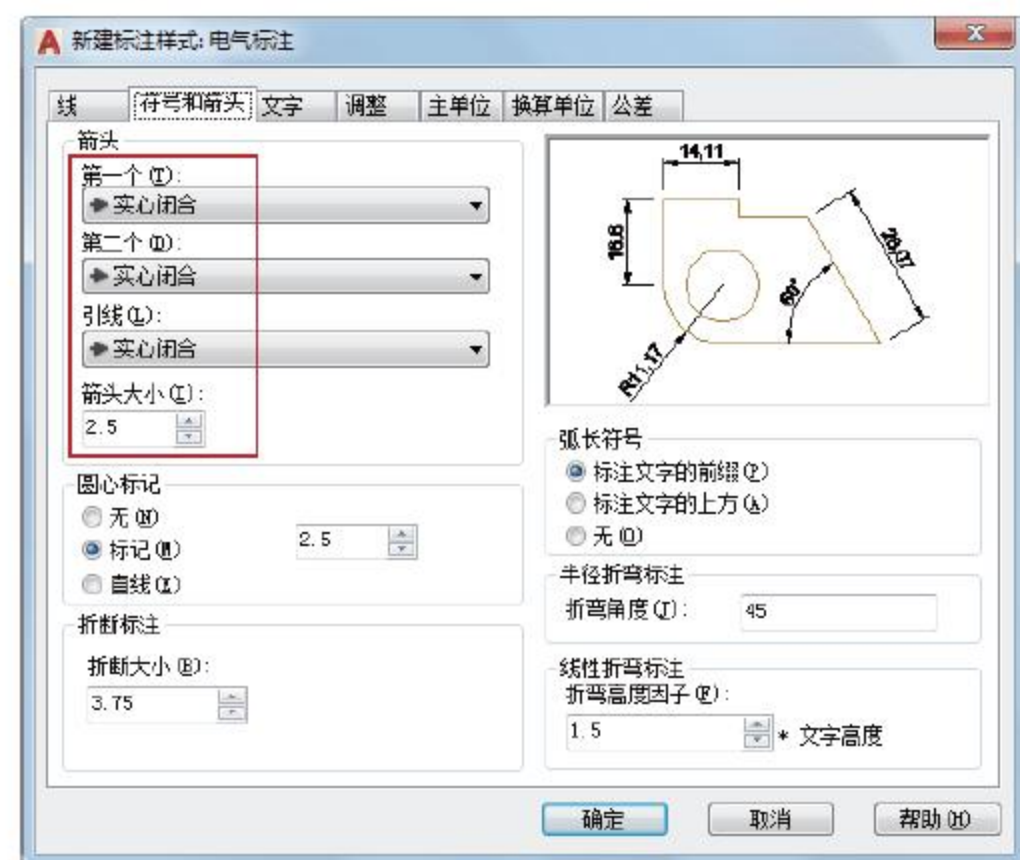 新建标注样式: 电气标注
线 符号和箭头 文字 调整 主单位 换算单位 公差
箭头
第一个(T):
实心闭合
第二个(D):
实心闭合
引线(L):
实心闭合
箭头大小(I):
2.5
圆心标记
无(N)
标记(M)
2.5
直线(E)
折断标注
折断大小(B):
3.75
14,11
16.6
60°
R11,17
弧长符号
标注文字的前缀(P)
标注文字的上方(A)
无(O)
半径折弯标注
折弯角度(J):
45
线性折弯标注
折弯高度因子(F):
1.5
* 文字高度
确定 取消 帮助(H)